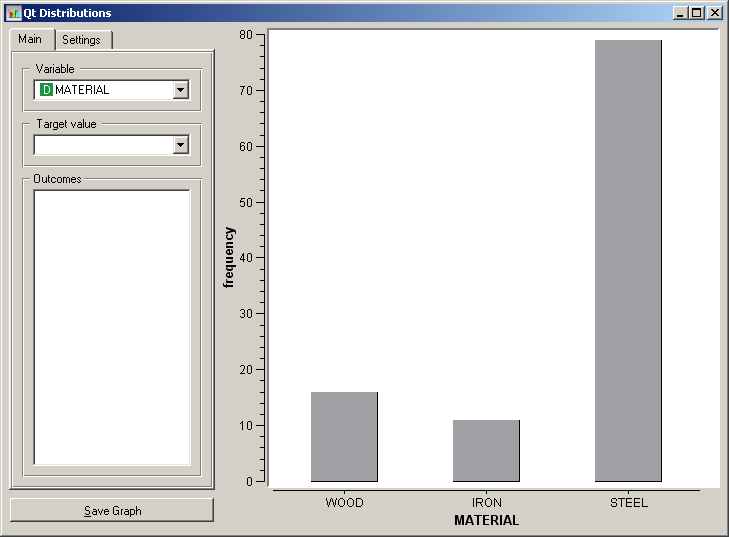 Qt Distributions
Main Settings
Variable
D MATERIAL
Target value
Outcomes
Save Graph
80
70
60
50
40
30
20
10
0
frequency
WOOD IRON STEEL
MATERIAL